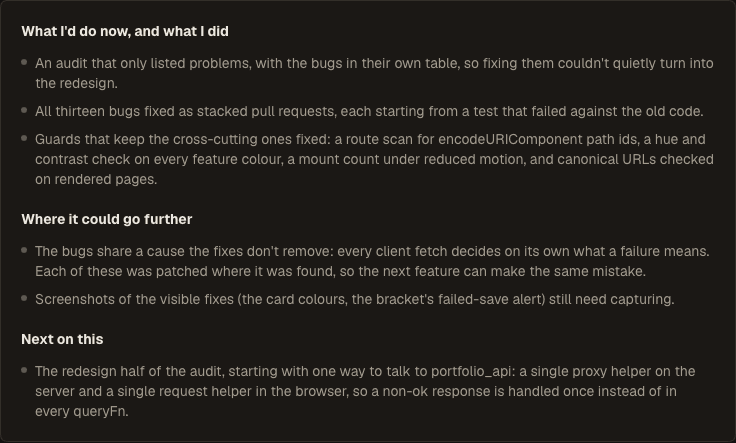 What I'd do now, and what I did
An audit that only listed problems, with the bugs in their own table, so fixing them couldn't quietly turn into
the redesign.
All thirteen bugs fixed as stacked pull requests, each starting from a test that failed against the old code.
Guards that keep the cross-cutting ones fixed: a route scan for encodeURIComponent path ids, a hue and
contrast check on every feature colour, a mount count under reduced motion, and canonical URLs checked
on rendered pages.
Where it could go further
The bugs share a cause the fixes don't remove: every client fetch decides on its own what a failure means.
Each of these was patched where it was found, so the next feature can make the same mistake.
Screenshots of the visible fixes (the card colours, the bracket's failed-save alert) still need capturing.
Next on this
The redesign half of the audit, starting with one way to talk to portfolio_api: a single proxy helper on the
server and a single request helper in the browser, so a non-ok response is handled once instead of in
every queryFn.